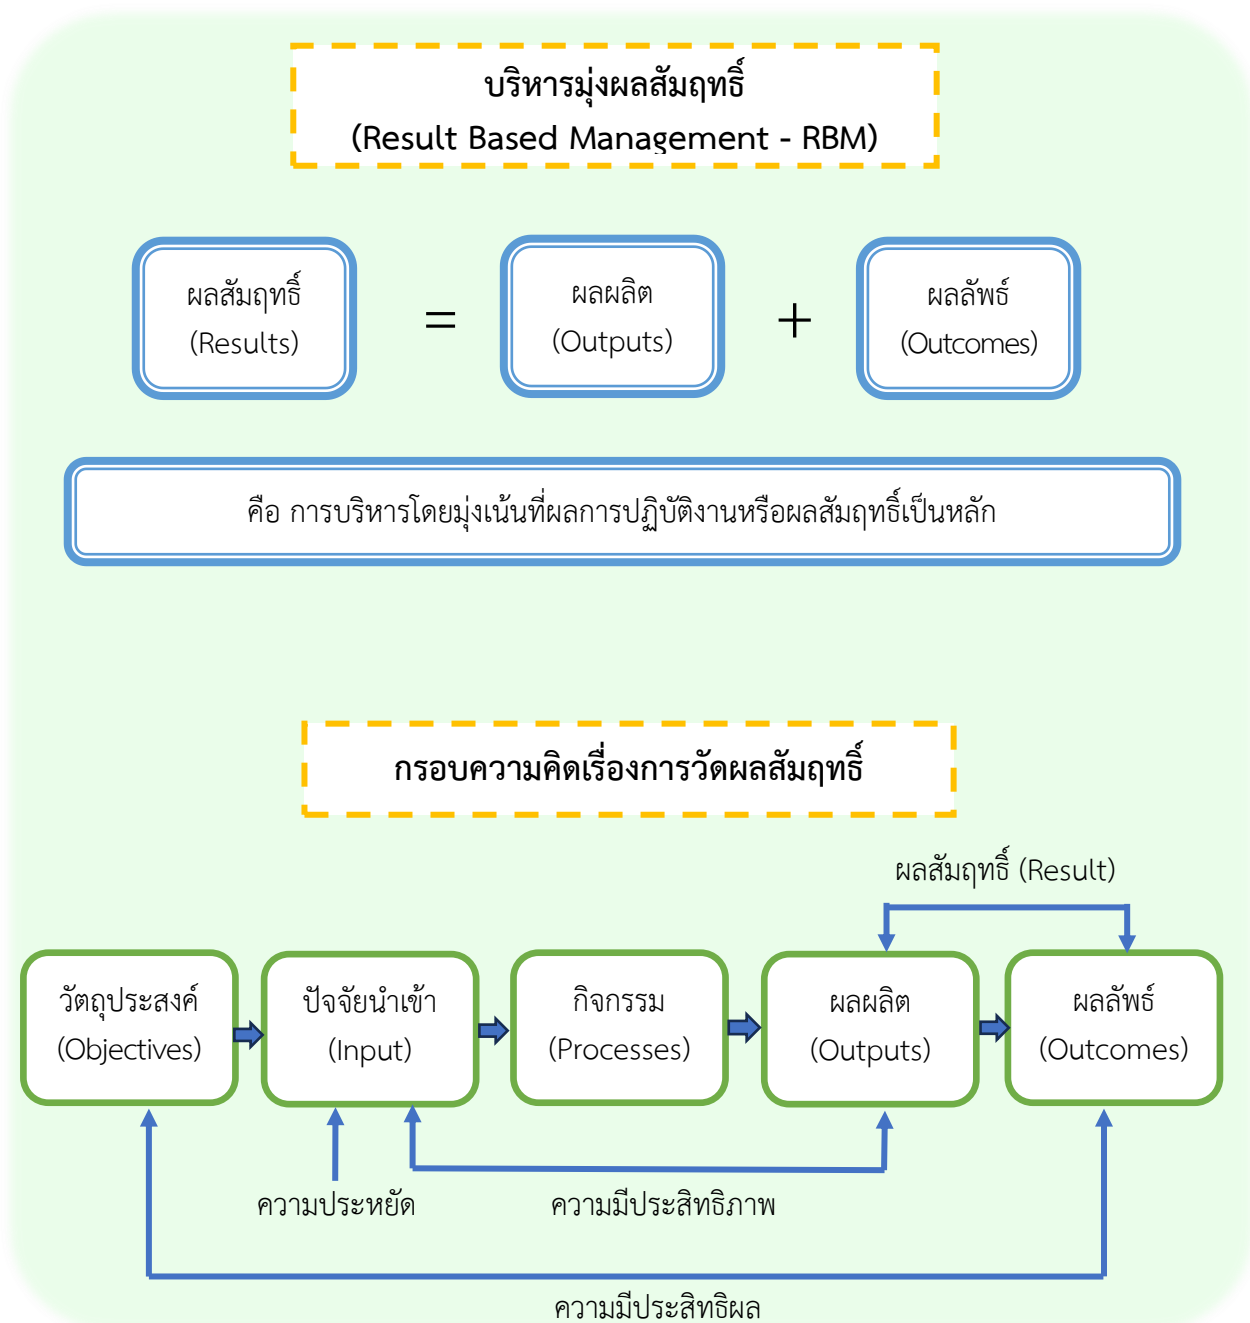 บริหารมุ่งผลสัมฤทธิ์
(Result Based Management - RBM)
ผลสัมฤทธิ์
(Results)
=
ผลผลิต
(Outputs)
+
ผลลัพธ์
(Outcomes)
คือ การบริหารโดยมุ่งเน้นที่ผลการปฏิบัติงานหรือผลสัมฤทธิ์เป็นหลัก
กรอบความคิดเรื่องการวัดผลสัมฤทธิ์
ผลสัมฤทธิ์ (Result)
วัตถุประสงค์
(Objectives)
ปัจจัยนำเข้า
(Input)
กิจกรรม
(Processes)
ผลผลิต
(Outputs)
ผลลัพธ์
(Outcomes)
ความประหยัด
ความมีประสิทธิภาพ
ความมีประสิทธิผล